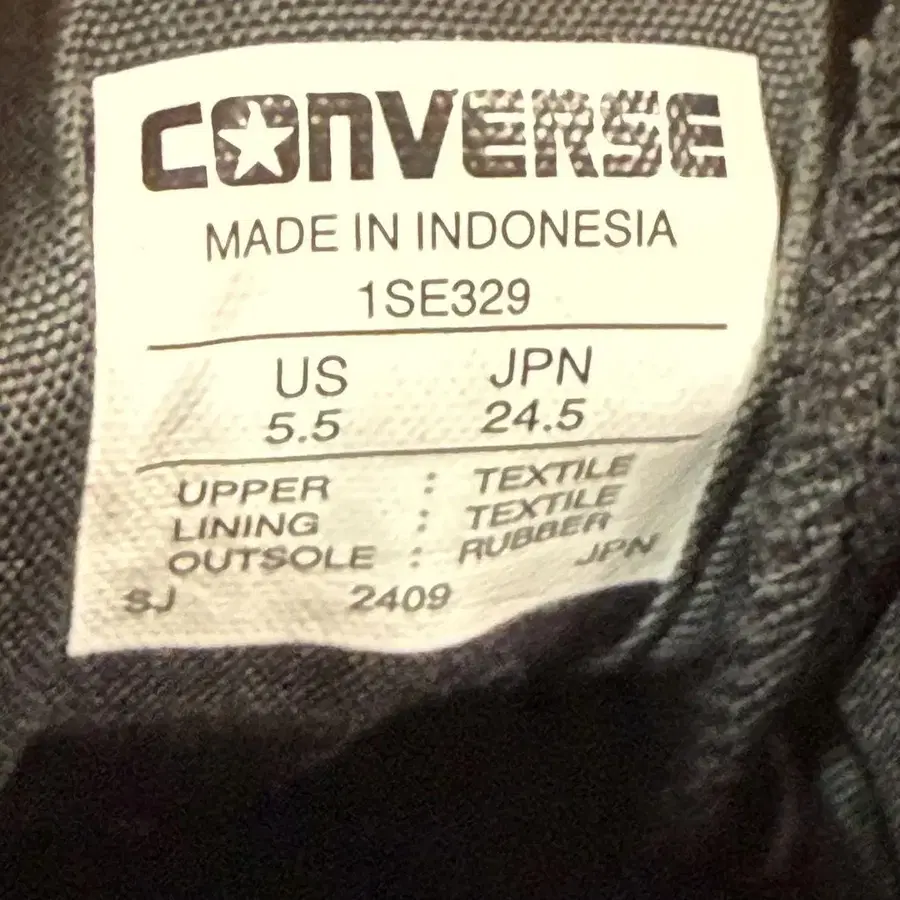 CONVERSE
MADE IN INDONESIA
1SE329
US JPN
5.5 24.5
UPPER : TEXTILE
LINING : TEXTILE
OUTSOLE : RUBBER
JPN
SJ 2409